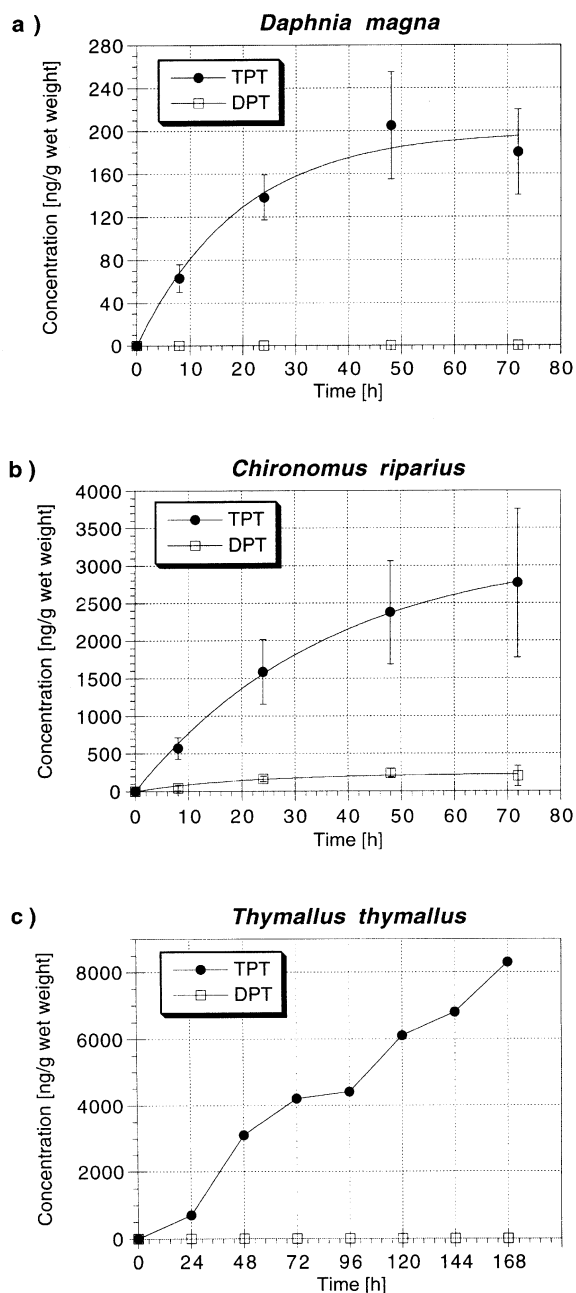 a ) Daphnia magna
280
240
200
160
120
80
40
0
TPT
DPT
Concentration [ng/g wet weight]
0 10 20 30 40 50 60 70 80
Time [h]
b ) Chironomus riparius
4000
3500
3000
2500
2000
1500
1000
500
0
TPT
DPT
Concentration [ng/g wet weight]
0 10 20 30 40 50 60 70 80
Time [h]
c ) Thymallus thymallus
8000
6000
4000
2000
0
TPT
DPT
Concentration [ng/g wet weight]
0 24 48 72 96 120 144 168
Time [h]